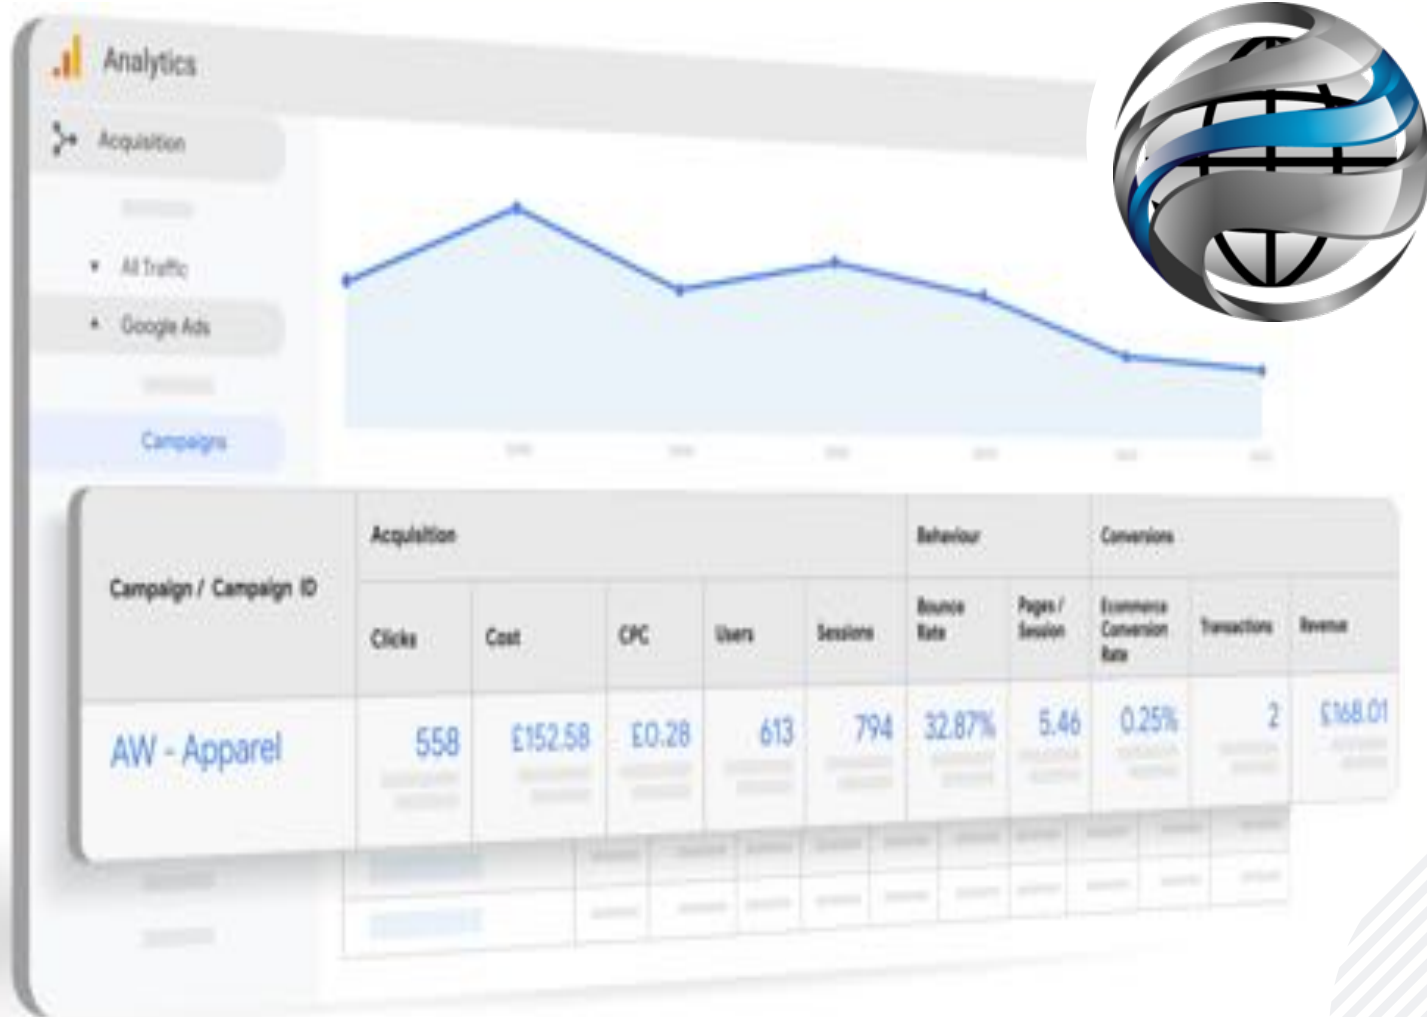 Analytics
Acquisition
All Traffic
Google Ads
Campaigns
Campaign / Campaign ID
Acquisition
Behaviour
Conversions
Clicks
Cost
CPC
Users
Sessions
Bounce
Rate
Pages /
Session
Ecommerce
Conversion
Rate
Transactions
Revenue
AW - Apparel
558
£152.58
£0.28
613
794
32.87%
5.46
0.25%
2
£168.01